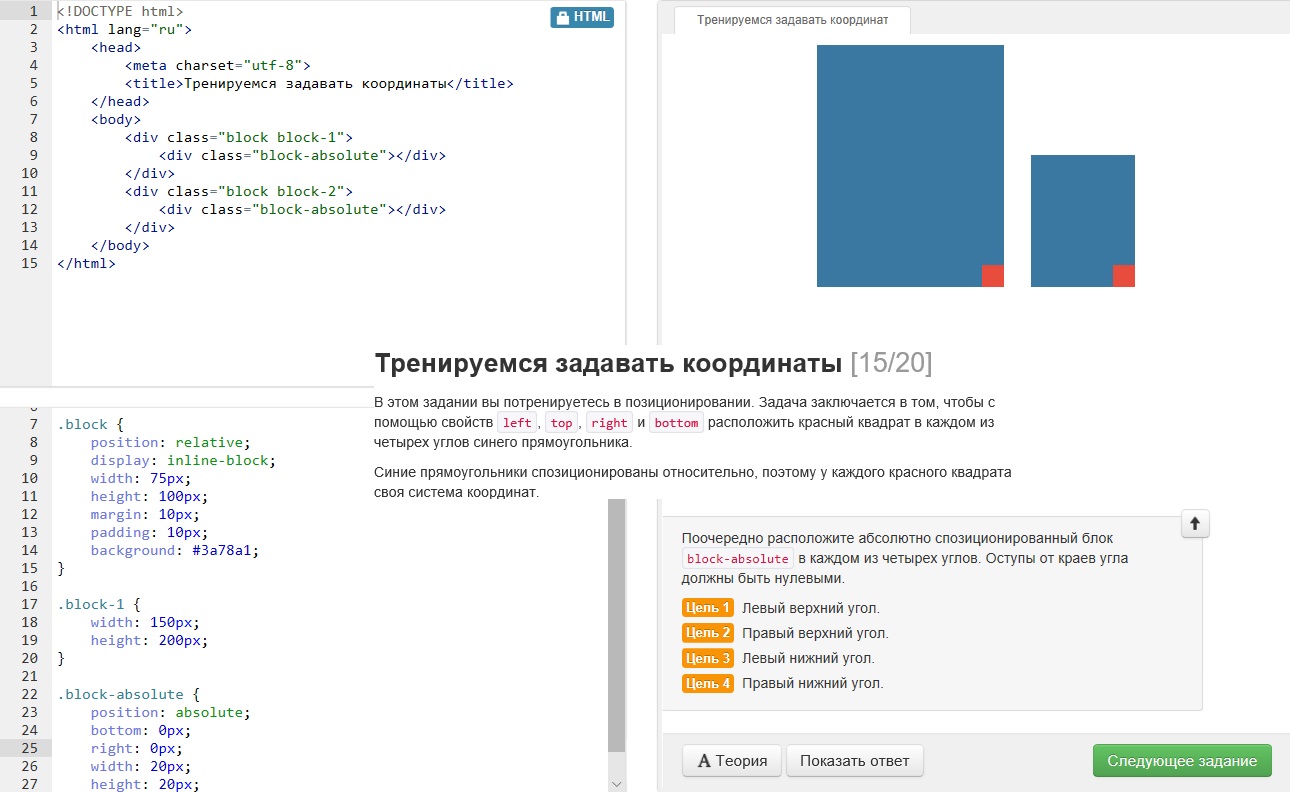 1 <!DOCTYPE html>
2 <html lang="ru">
3 <head>
4 <meta charset="utf-8">
5 <title>Тренируемся задавать координаты</title>
6 </head>
7 <body>
8 <div class="block block-1">
9 <div class="block-absolute"></div>
10 </div>
11 <div class="block block-2">
12 <div class="block-absolute"></div>
13 </div>
14 </body>
15 </html>
HTML
Тренируемся задавать координат
Тренируемся задавать координаты [15/20]
В этом задании вы потренируетесь в позиционировании. Задача заключается в том, чтобы с
помощью свойств left, top, right и bottom расположить красный квадрат в каждом из
четырех углов синего прямоугольника.
Синие прямоугольники спозиционированы относительно, поэтому у каждого красного квадрата
своя система координат.
7 .block {
8 position: relative;
9 display: inline-block;
10 width: 75px;
11 height: 100px;
12 margin: 10px;
13 padding: 10px;
14 background: #3a78a1;
15 }
16
17 .block-1 {
18 width: 150px;
19 height: 200px;
20 }
21
22 .block-absolute {
23 position: absolute;
24 bottom: 0px;
25 right: 0px;
26 width: 20px;
27 height: 20px;
Поочередно расположите абсолютно спозиционированный блок
block-absolute в каждом из четырех углов. Оступы от краев угла
должны быть нулевыми.
Цель 1 Левый верхний угол.
Цель 2 Правый верхний угол.
Цель 3 Левый нижний угол.
Цель 4 Правый нижний угол.
A Теория
Показать ответ
Следующее задание